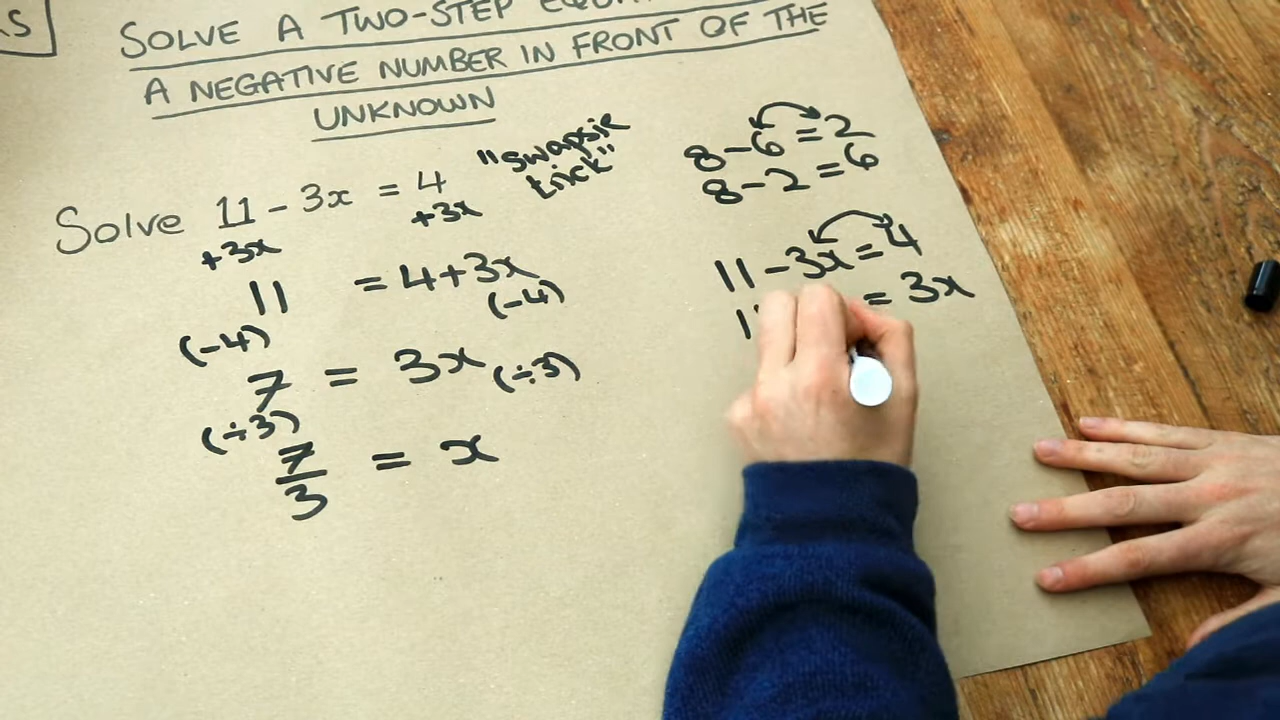 SOLVE A TWO-STEP
A NEGATIVE NUMBER IN FRONT OF THE
UNKNOWN
"swapsie
trick"
Solve 11 - 3x = 4
+3x +3x
11 = 4+3x
(-4) (-4)
7 = 3x
(÷3) (÷3)
7/3 = x
8-6=2
8-2=6
11-3x=4
= 3x